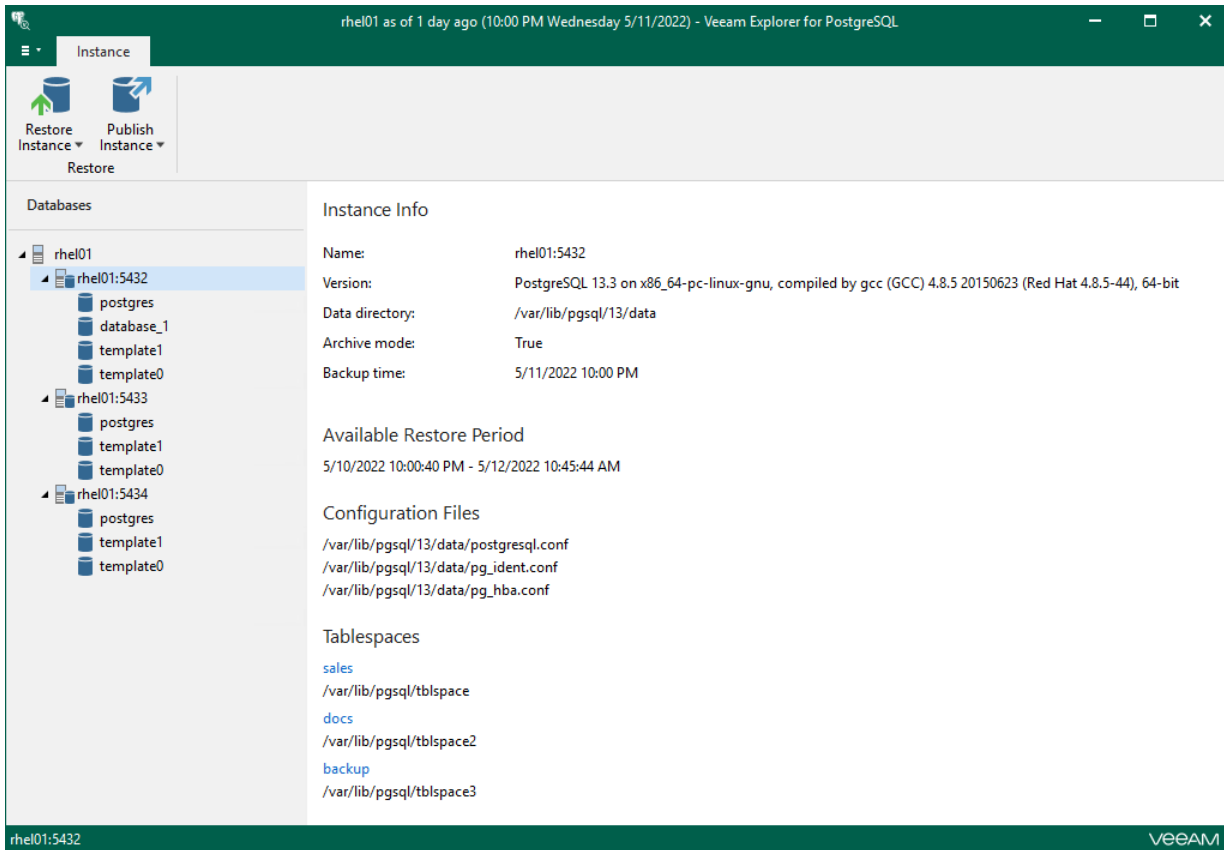 rhel01 as of 1 day ago (10:00 PM Wednesday 5/11/2022) - Veeam Explorer for PostgreSQL
Instance
Restore Instance
Publish Instance
Restore
Databases
rhel01
rhel01:5432
postgres
database_1
template1
template0
rhel01:5433
postgres
template1
template0
rhel01:5434
postgres
template1
template0
Instance Info
Name: rhel01:5432
Version: PostgreSQL 13.3 on x86_64-pc-linux-gnu, compiled by gcc (GCC) 4.8.5 20150623 (Red Hat 4.8.5-44), 64-bit
Data directory: /var/lib/pgsql/13/data
Archive mode: True
Backup time: 5/11/2022 10:00 PM
Available Restore Period
5/10/2022 10:00:40 PM - 5/12/2022 10:45:44 AM
Configuration Files
/var/lib/pgsql/13/data/postgresql.conf
/var/lib/pgsql/13/data/pg_ident.conf
/var/lib/pgsql/13/data/pg_hba.conf
Tablespaces
sales
/var/lib/pgsql/tblspace
docs
/var/lib/pgsql/tblspace2
backup
/var/lib/pgsql/tblspace3
rhel01:5432
veeAM